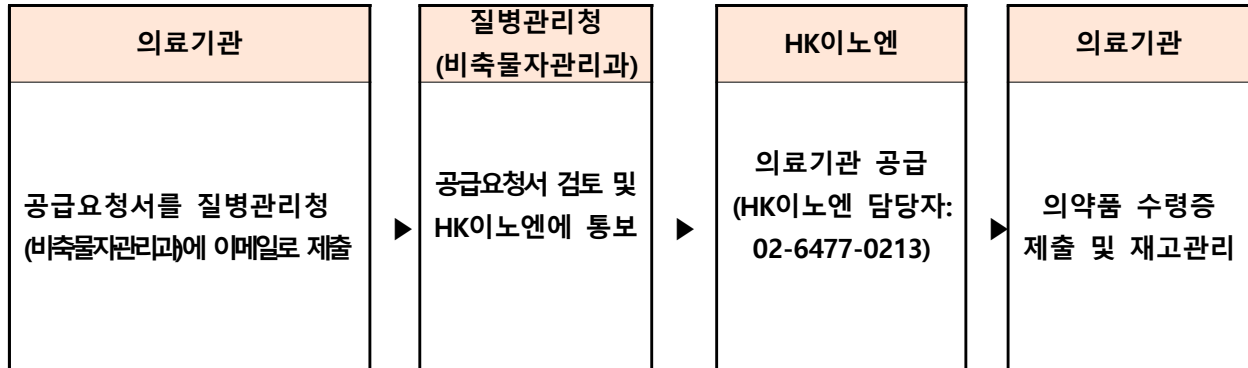 의료기관
공급요청서를 질병관리청
(비축물자관리과)에 이메일로 제출
▶
질병관리청
(비축물자관리과)
공급요청서 검토 및
HK이노엔에 통보
▶
HK이노엔
의료기관 공급
(HK이노엔 담당자:
02-6477-0213)
▶
의료기관
의약품 수령증
제출 및 재고관리